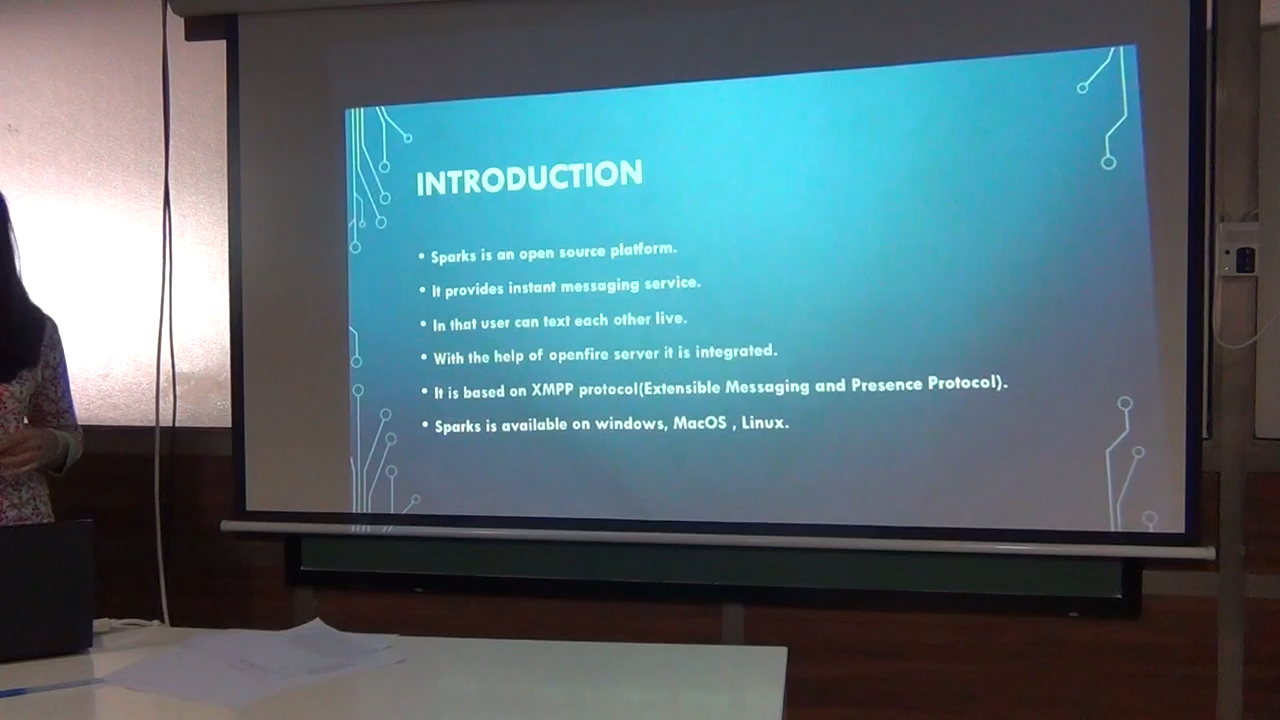 INTRODUCTION
• Sparks is an open source platform.
• It provides instant messaging service.
• In that user can text each other live.
• With the help of openfire server it is integrated.
• It is based on XMPP protocol(Extensible Messaging and Presence Protocol).
• Sparks is available on windows, MacOS , Linux.